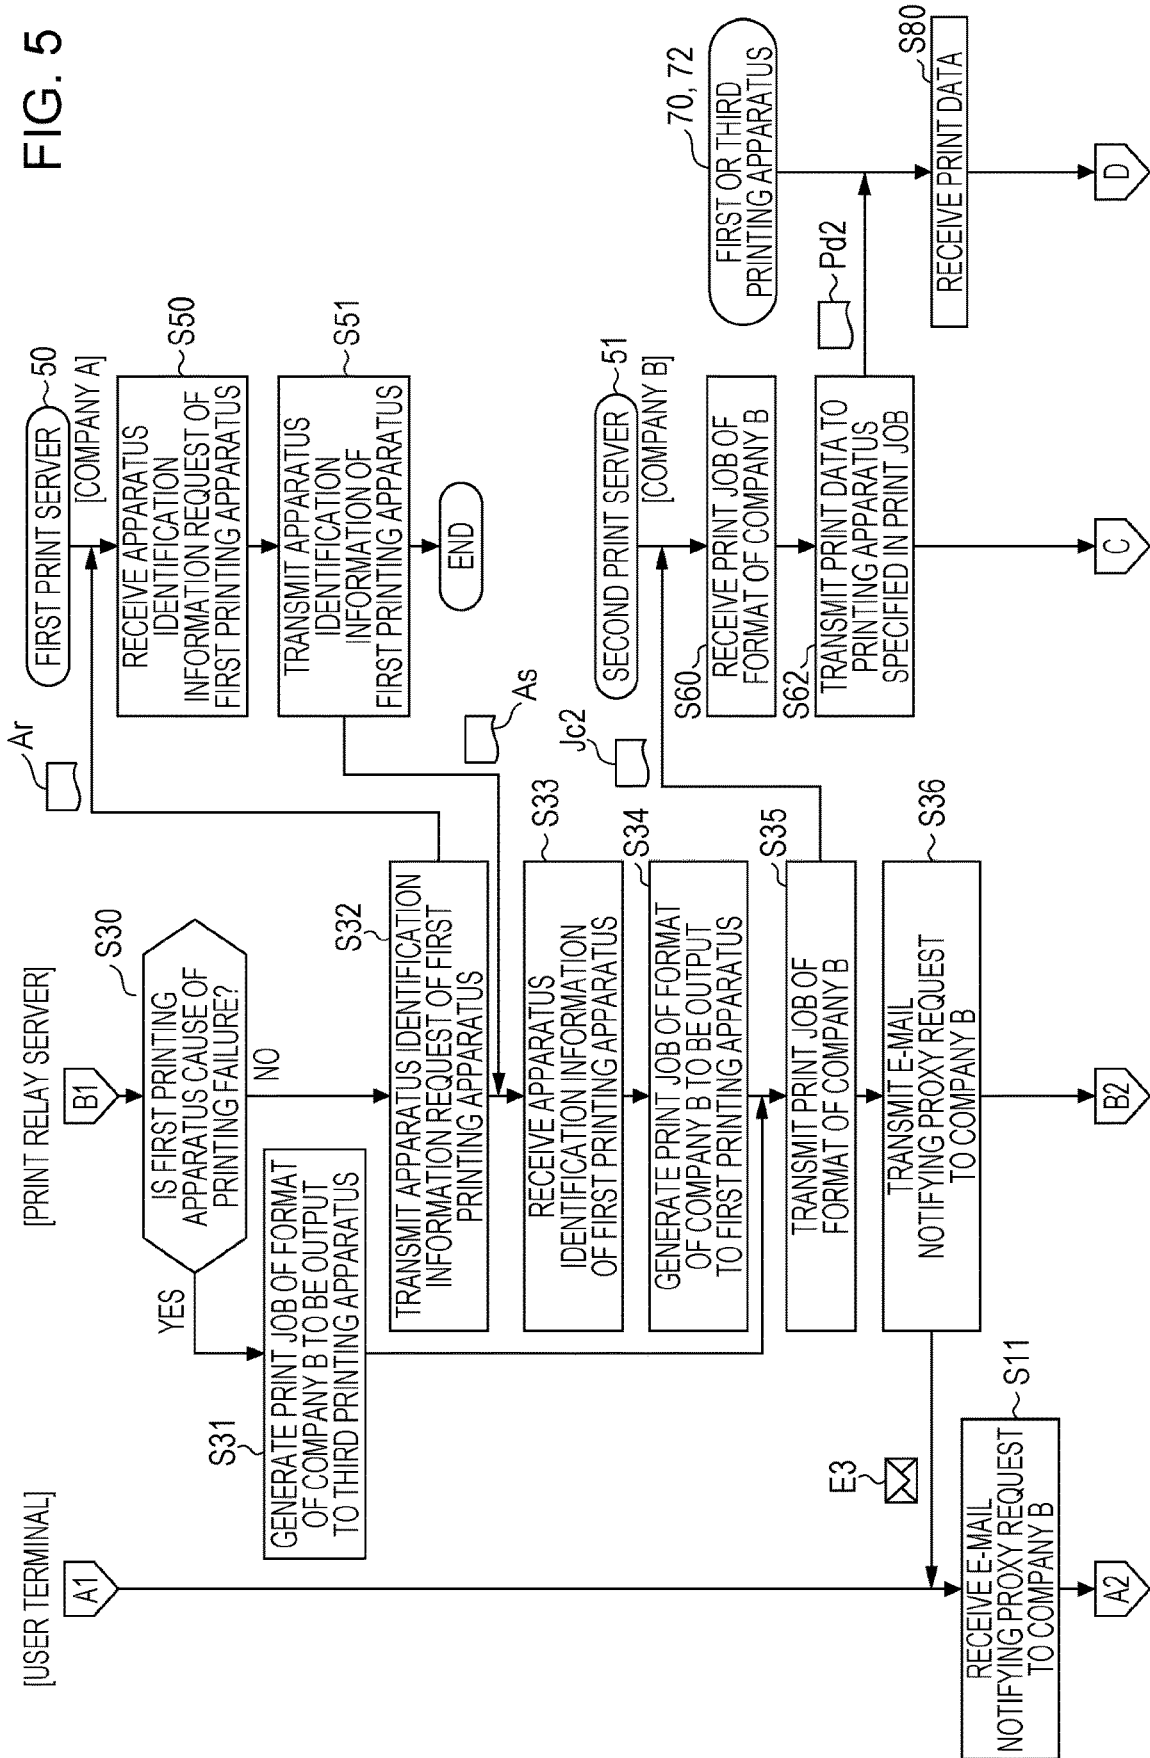 FIG. 5
[USER TERMINAL]
A1
E3
S11
RECEIVE E-MAIL
NOTIFYING PROXY REQUEST
TO COMPANY B
A2
[PRINT RELAY SERVER]
B1
S30
IS FIRST PRINTING
APPARATUS CAUSE OF
PRINTING FAILURE?
YES
NO
S31
GENERATE PRINT JOB OF FORMAT
OF COMPANY B TO BE OUTPUT
TO THIRD PRINTING APPARATUS
S32
TRANSMIT APPARATUS IDENTIFICATION
INFORMATION REQUEST OF FIRST
PRINTING APPARATUS
S33
RECEIVE APPARATUS
IDENTIFICATION INFORMATION
OF FIRST PRINTING APPARATUS
S34
GENERATE PRINT JOB OF FORMAT
OF COMPANY B TO BE OUTPUT
TO FIRST PRINTING APPARATUS
S35
TRANSMIT PRINT JOB OF
FORMAT OF COMPANY B
S36
TRANSMIT E-MAIL
NOTIFYING PROXY REQUEST
TO COMPANY B
B2
Ar
FIRST PRINT SERVER
50
[COMPANY A]
S50
RECEIVE APPARATUS
IDENTIFICATION
INFORMATION REQUEST OF
FIRST PRINTING APPARATUS
S51
TRANSMIT APPARATUS
IDENTIFICATION
INFORMATION OF
FIRST PRINTING APPARATUS
END
As
Jc2
SECOND PRINT SERVER
51
[COMPANY B]
S60
RECEIVE PRINT JOB OF
FORMAT OF COMPANY B
S62
TRANSMIT PRINT DATA TO
PRINTING APPARATUS
SPECIFIED IN PRINT JOB
C
Pd2
70, 72
FIRST OR THIRD
PRINTING APPARATUS
S80
RECEIVE PRINT DATA
D